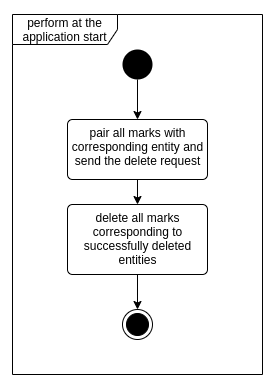 perform at the
application start
pair all marks with
corresponding entity and
send the delete request
delete all marks
corresponding to
successfully deleted
entities